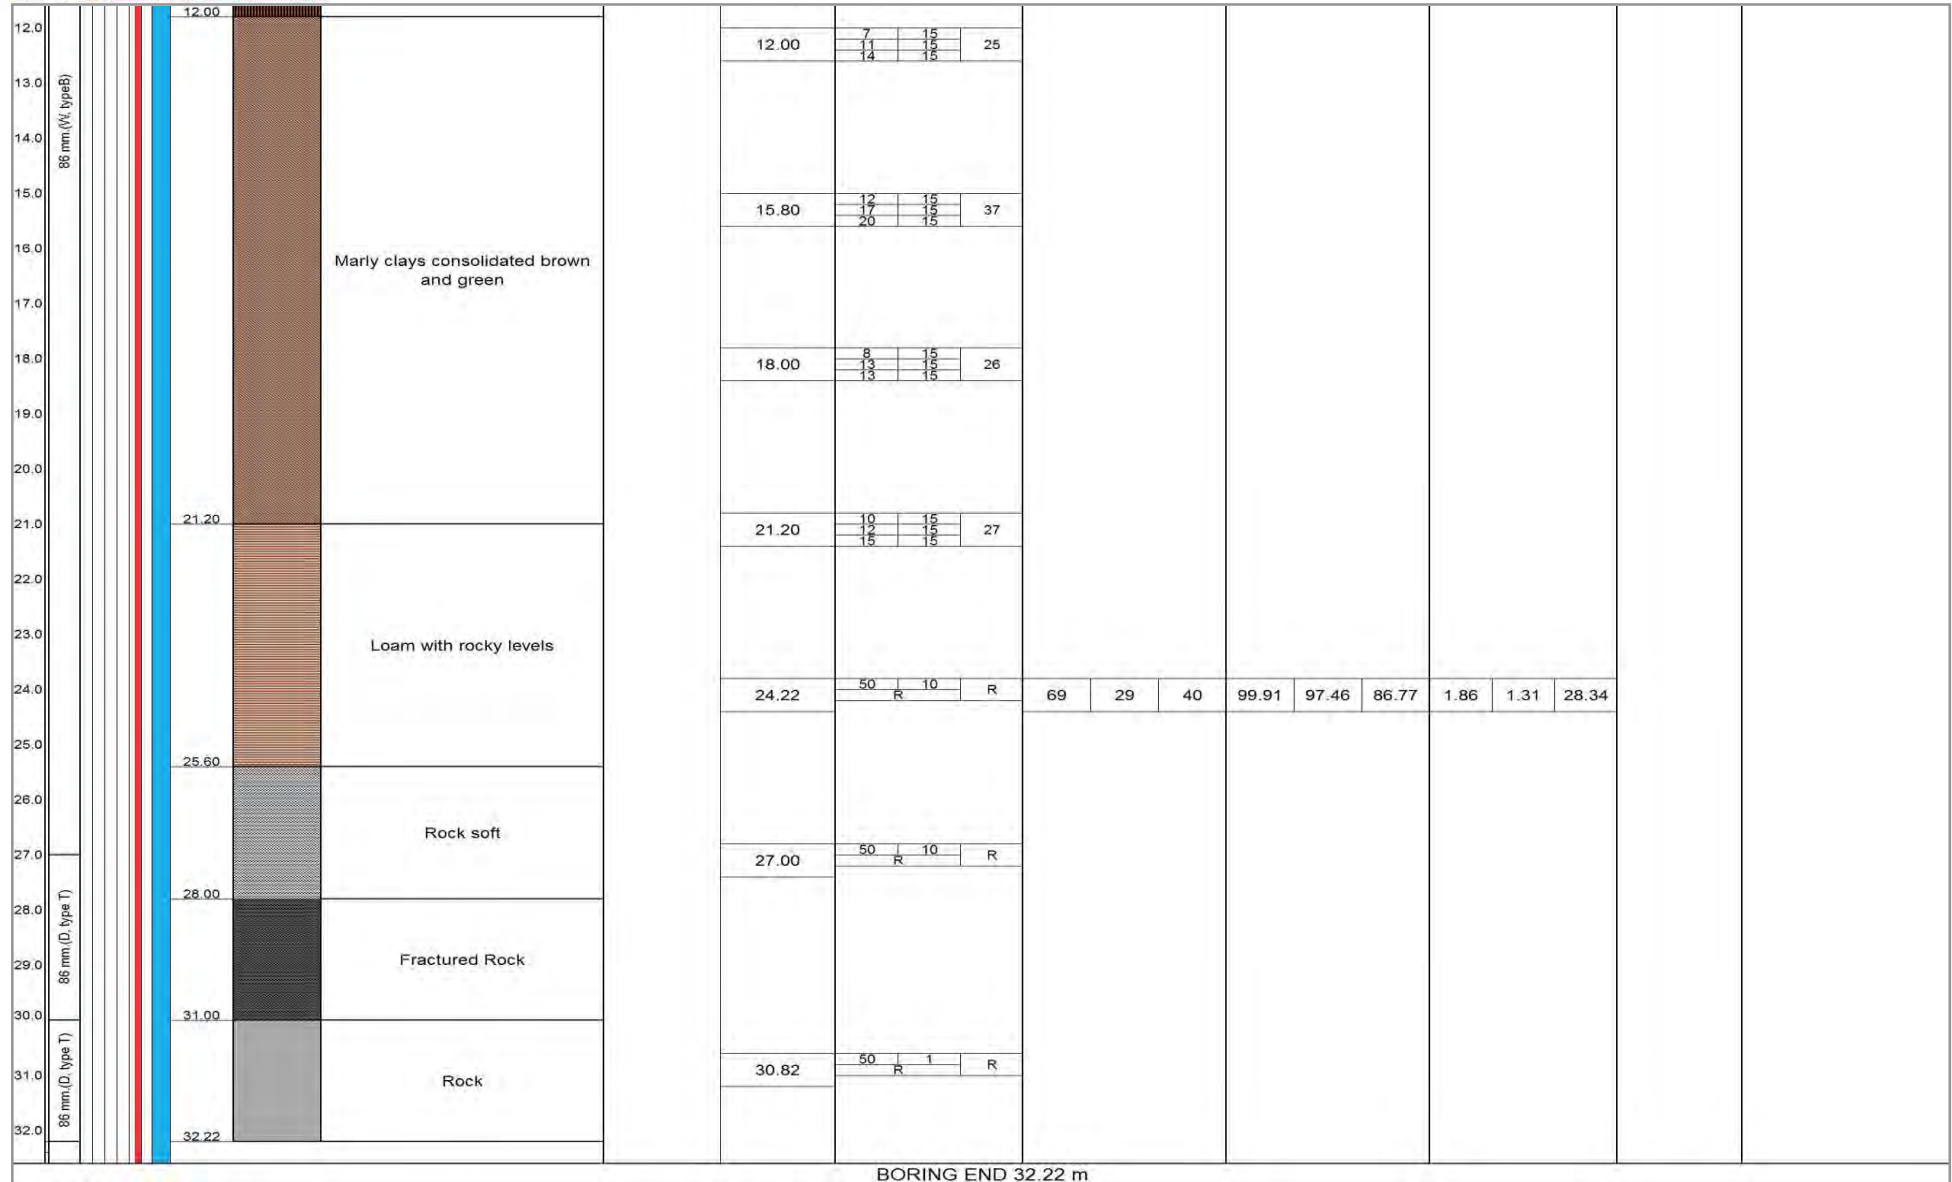 12.00
12.0
7 15
12.00 11 15 25
14 15
13.0
86 mm.(W, typeB)
14.0
15.0
12 15
15.80 17 15 37
20 15
16.0
Marly clays consolidated brown
and green
17.0
18.0
8 15
18.00 13 15 26
13 15
19.0
20.0
21.20
21.0
10 15
21.20 12 15 27
15 15
22.0
23.0
Loam with rocky levels
24.0
50 10
24.22 R R 69 29 40 99.91 97.46 86.77 1.86 1.31 28.34
25.0
25.60
26.0
Rock soft
27.0
50 10
27.00 R R
28.00
28.0
86 mm.(D, type T)
Fractured Rock
29.0
30.0
31.00
50 1
30.82 R R
31.0
86 mm.(D, type T)
Rock
32.0
32.22
BORING END 32.22 m